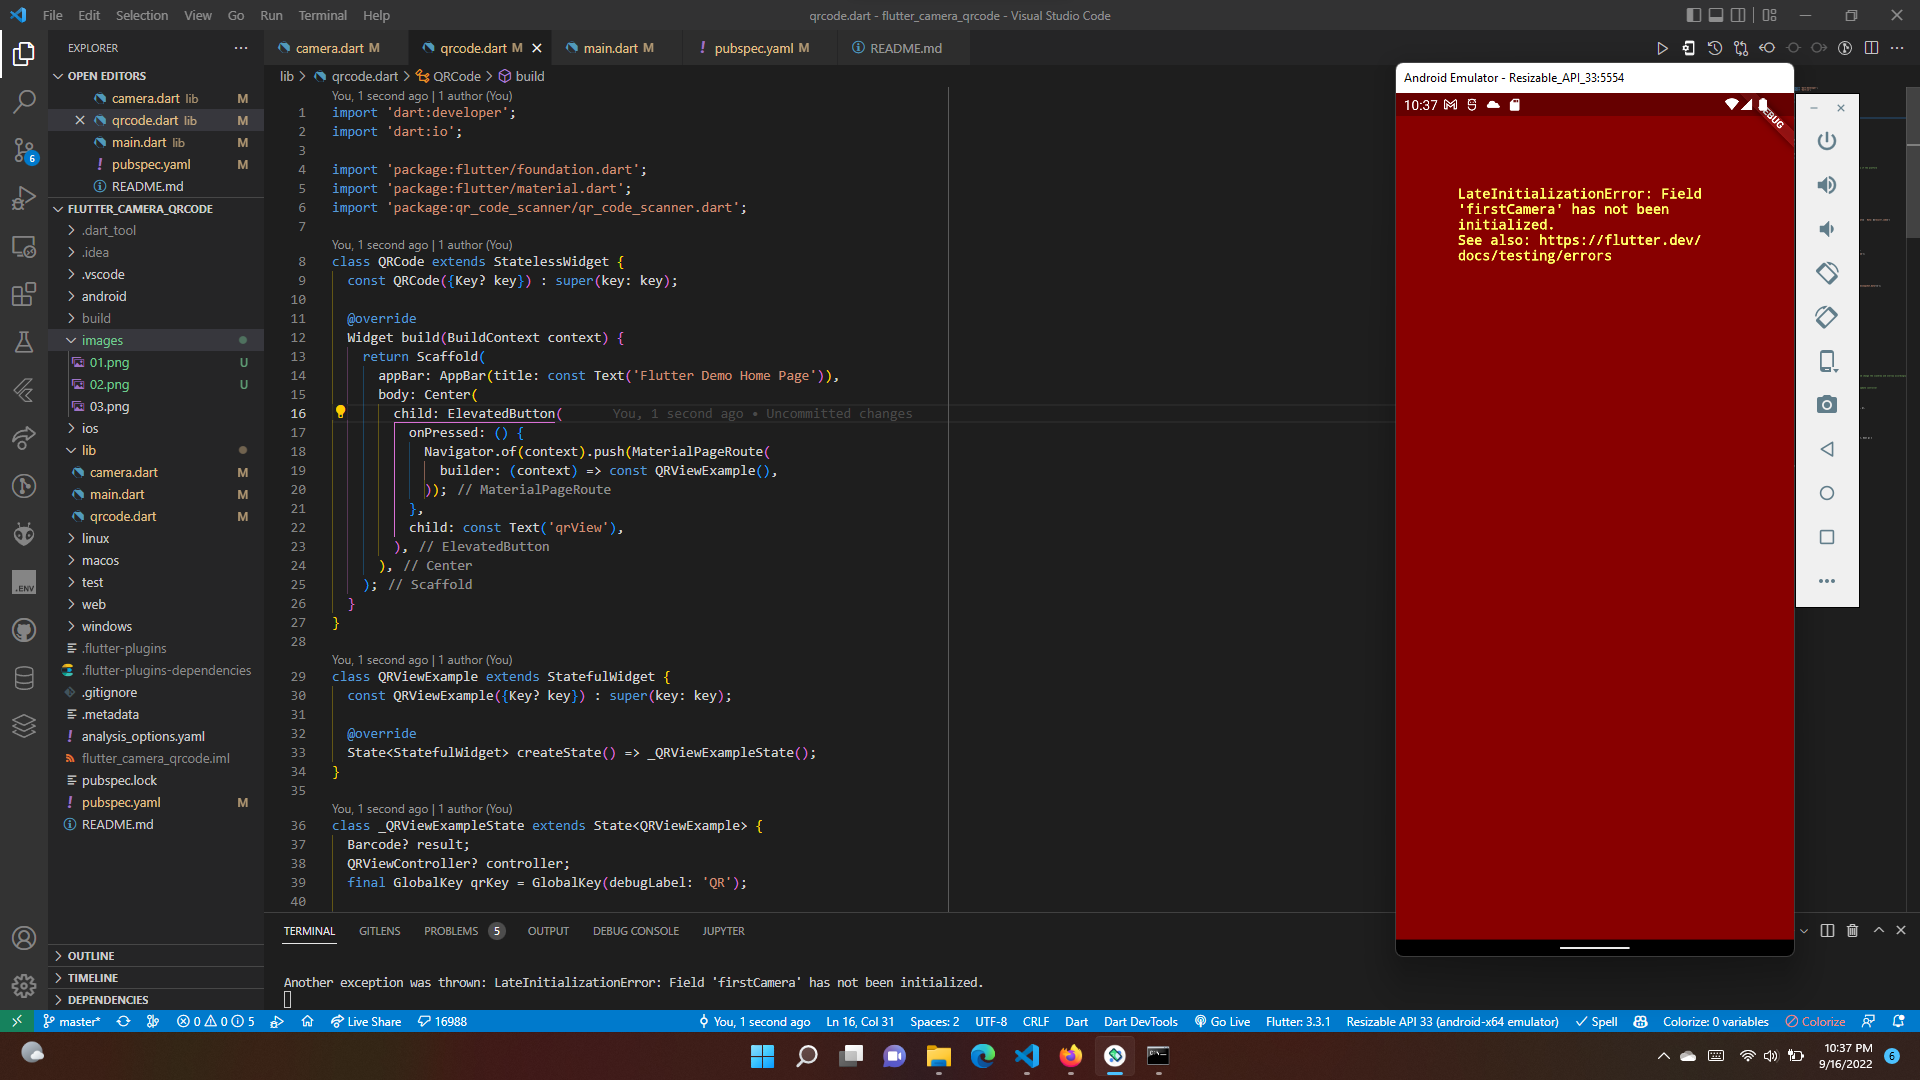 File Edit Selection View Go Run Terminal Help
qrcode.dart - flutter_camera_qrcode - Visual Studio Code
EXPLORER
OPEN EDITORS
camera.dart lib M
qrcode.dart lib M
main.dart lib M
pubspec.yaml M
README.md
FLUTTER_CAMERA_QRCODE
.dart_tool
.idea
.vscode
android
build
images
01.png U
02.png U
03.png
ios
lib
camera.dart M
main.dart M
qrcode.dart M
linux
macos
test
web
windows
.flutter-plugins
.flutter-plugins-dependencies
.gitignore
.metadata
analysis_options.yaml
flutter_camera_qrcode.iml
pubspec.lock
pubspec.yaml M
README.md
OUTLINE
TIMELINE
DEPENDENCIES
6
.ENV
camera.dart M qrcode.dart M main.dart M pubspec.yaml M README.md
lib > qrcode.dart > QRCode > build
You, 1 second ago | 1 author (You)
1 import 'dart:developer';
2 import 'dart:io';
3
4 import 'package:flutter/foundation.dart';
5 import 'package:flutter/material.dart';
6 import 'package:qr_code_scanner/qr_code_scanner.dart';
7
You, 1 second ago | 1 author (You)
8 class QRCode extends StatelessWidget {
9 const QRCode({Key? key}) : super(key: key);
10
11 @override
12 Widget build(BuildContext context) {
13 return Scaffold(
14 appBar: AppBar(title: const Text('Flutter Demo Home Page')),
15 body: Center(
16 child: ElevatedButton( You, 1 second ago • Uncommitted changes
17 onPressed: () {
18 Navigator.of(context).push(MaterialPageRoute(
19 builder: (context) => const QRViewExample(),
20 )); // MaterialPageRoute
21 },
22 child: const Text('qrView'),
23 ), // ElevatedButton
24 ), // Center
25 ); // Scaffold
26 }
27 }
28
You, 1 second ago | 1 author (You)
29 class QRViewExample extends StatefulWidget {
30 const QRViewExample({Key? key}) : super(key: key);
31
32 @override
33 State<StatefulWidget> createState() => _QRViewExampleState();
34 }
35
You, 1 second ago | 1 author (You)
36 class _QRViewExampleState extends State<QRViewExample> {
37 Barcode? result;
38 QRViewController? controller;
39 final GlobalKey qrKey = GlobalKey(debugLabel: 'QR');
40
TERMINAL GITLENS PROBLEMS 5 OUTPUT DEBUG CONSOLE JUPYTER
Another exception was thrown: LateInitializationError: Field 'firstCamera' has not been initialized.
Android Emulator - Resizable_API_33:5554
10:37
LateInitializationError: Field
'firstCamera' has not been
initialized.
See also: https://flutter.dev/
docs/testing/errors
master* 0 0 5 Live Share 16988 You, 1 second ago Ln 16, Col 31 Spaces: 2 UTF-8 CRLF Dart Dart DevTools Go Live Flutter: 3.3.1 Resizable API 33 (android-x64 emulator) Spell Colorize: 0 variables Colorize
10:37 PM
9/16/2022
6